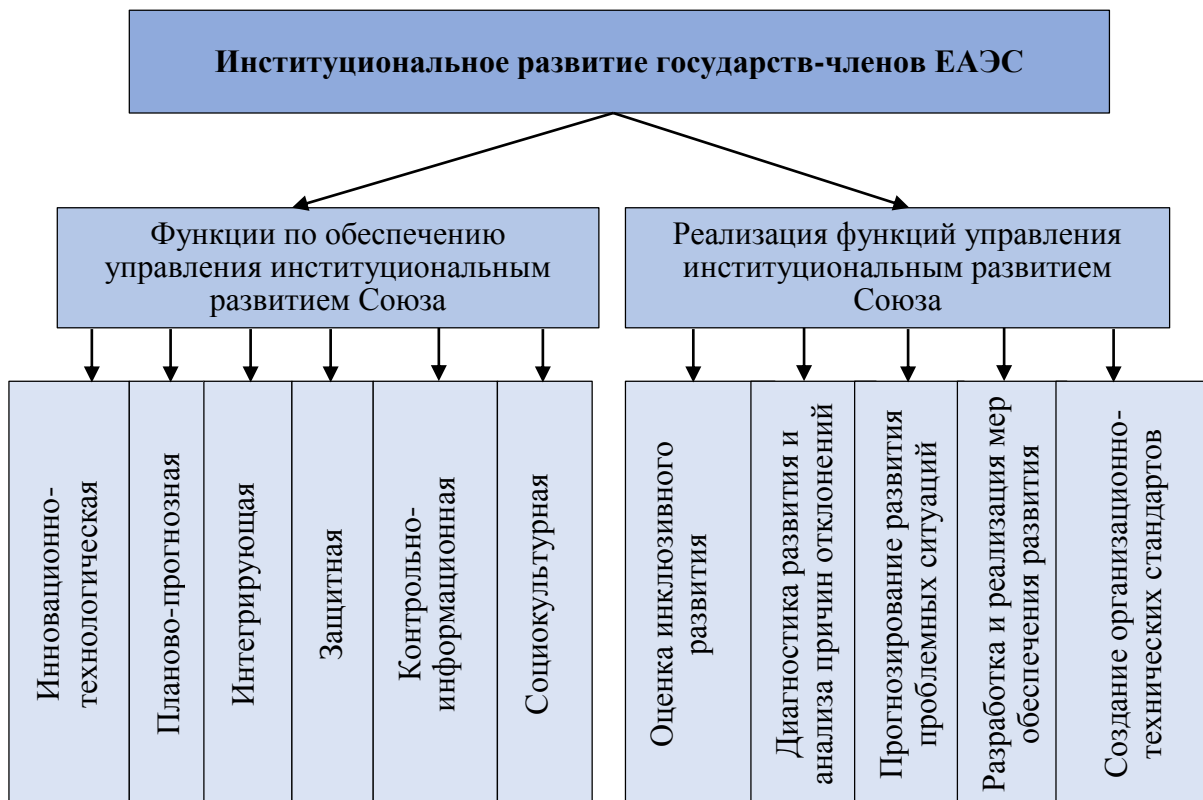 Институциональное развитие государств-членов ЕАЭС
Функции по обеспечению
управления институциональным
развитием Союза
Реализация функций управления
институциональным развитием
Союза
Инновационно-
технологическая
Планово-прогнозная
Интегрирующая
Защитная
Контрольно-
информационная
Социокультурная
Оценка инклюзивного
развития
Диагностика развития и
анализа причин отклонений
Прогнозирование развития
проблемных ситуаций
Разработка и реализация мер
обеспечения развития
Создание организационно-
технических стандартов